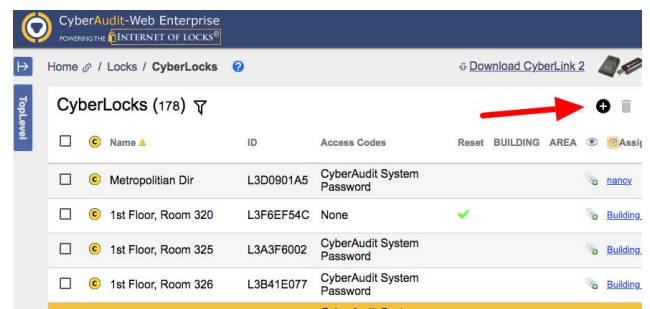 CyberAudit-Web Enterprise
POWERING THE INTERNET OF LOCKS®
Home / Locks / CyberLocks ? Download CyberLink 2
TopLevel
CyberLocks (178)
C Name ID Access Codes Reset BUILDING AREA Assig
C Metropolitian Dir L3D0901A5 CyberAudit System Password nancy
C 1st Floor, Room 320 L3F6EF54C None Building
C 1st Floor, Room 325 L3A3F6002 CyberAudit System Password Building
C 1st Floor, Room 326 L3B41E077 CyberAudit System Password Building